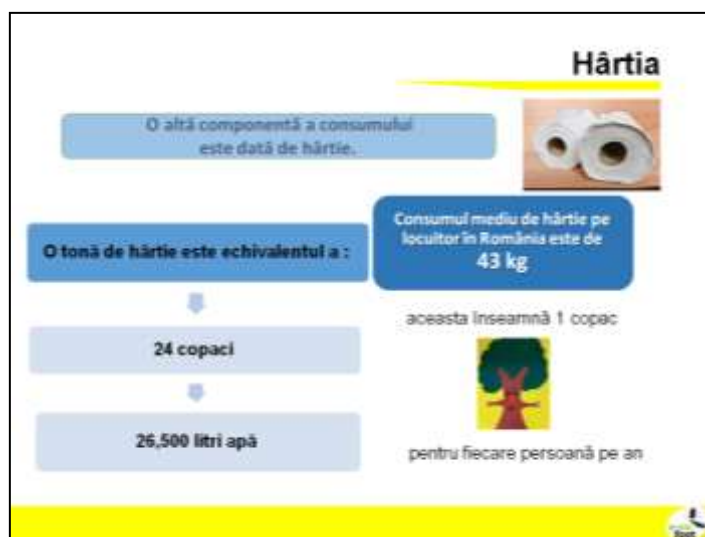 Hârtia
O altă componentă a consumului
este dată de hârtie.
Consumul mediu de hârtie pe
locuitor în România este de
43 kg
O tonă de hârtie este echivalentul a :
24 copaci
26,500 litri apă
aceasta înseamnă 1 copac
pentru fiecare persoană pe an